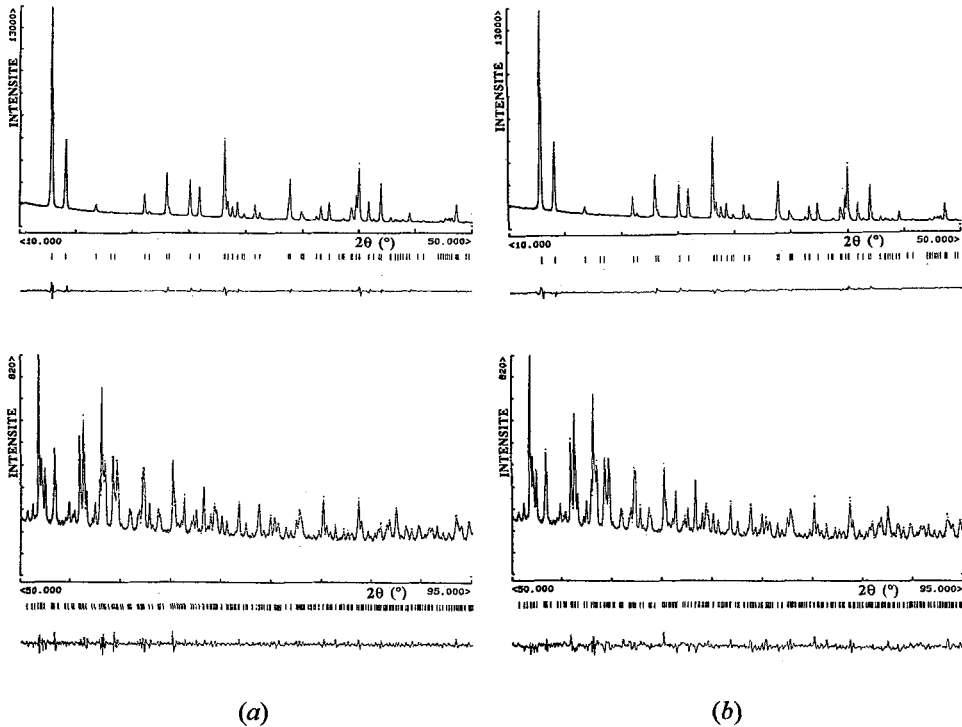 13000>
INTENSITE
<10.000
2θ (°)
50.000>
13000>
INTENSITE
<10.000
2θ (°)
50.000>
820>
INTENSITE
<50.000
2θ (°)
95.000>
820>
INTENSITE
<50.000
2θ (°)
95.000>
(a)
(b)